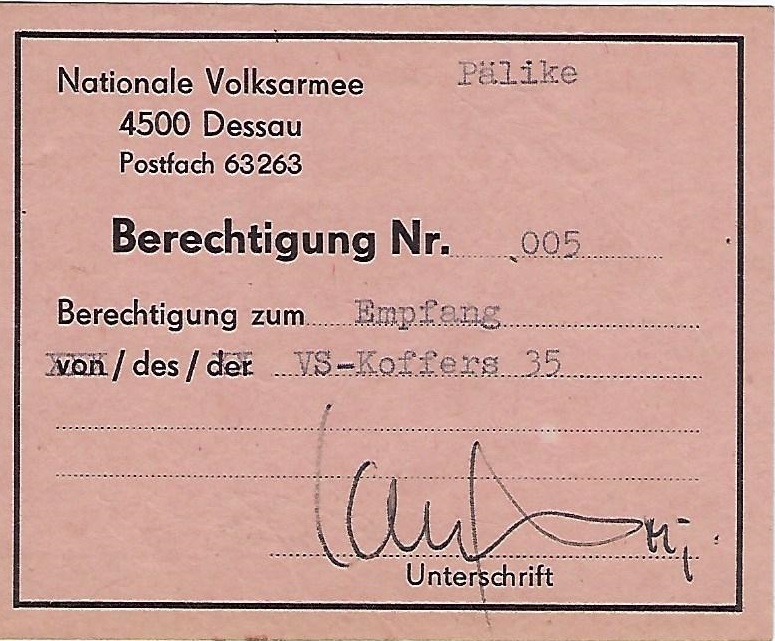 Nationale Volksarmee Pälike
4500 Dessau
Postfach 63263
Berechtigung Nr. 005
Berechtigung zum Empfang
von / des / der VS-Koffers 35
Unterschrift